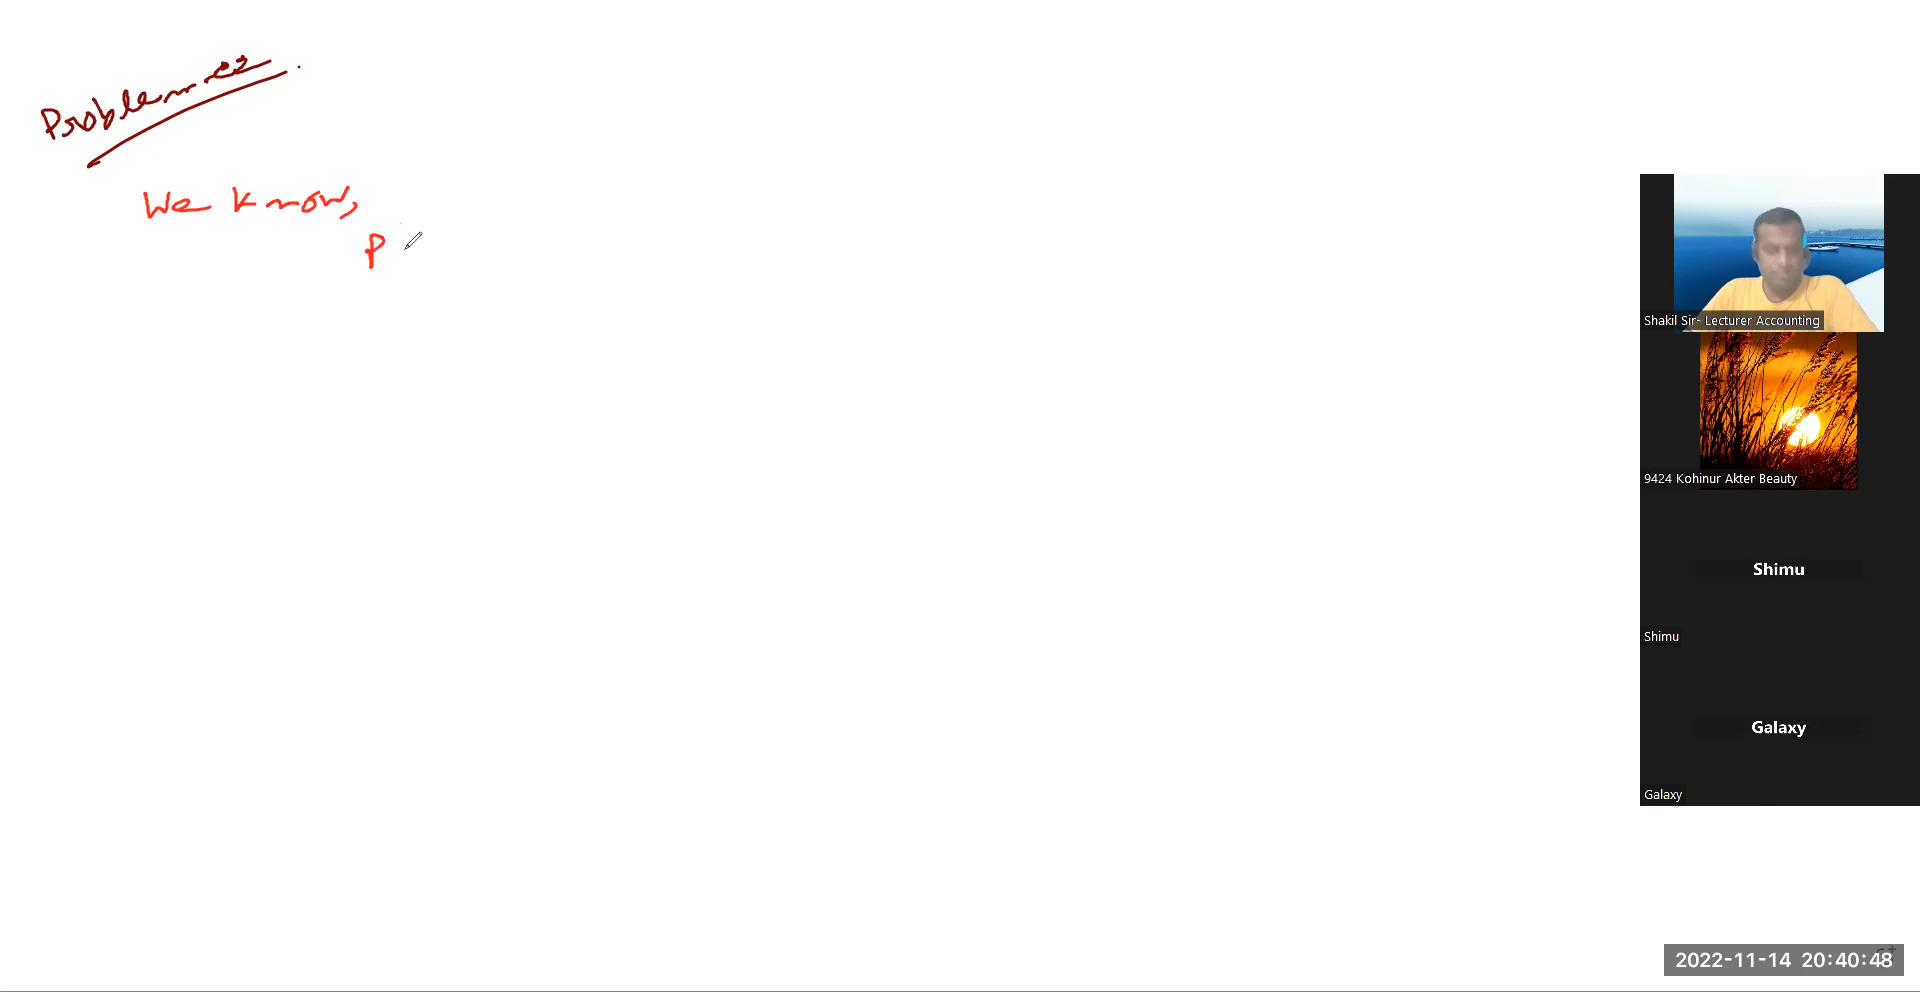 Problem-02
We know,
P
Shakil Sir- Lecturer Accounting
9424 Kohinur Akter Beauty
Shimu
Shimu
Galaxy
Galaxy
2022-11-14 20:40:48